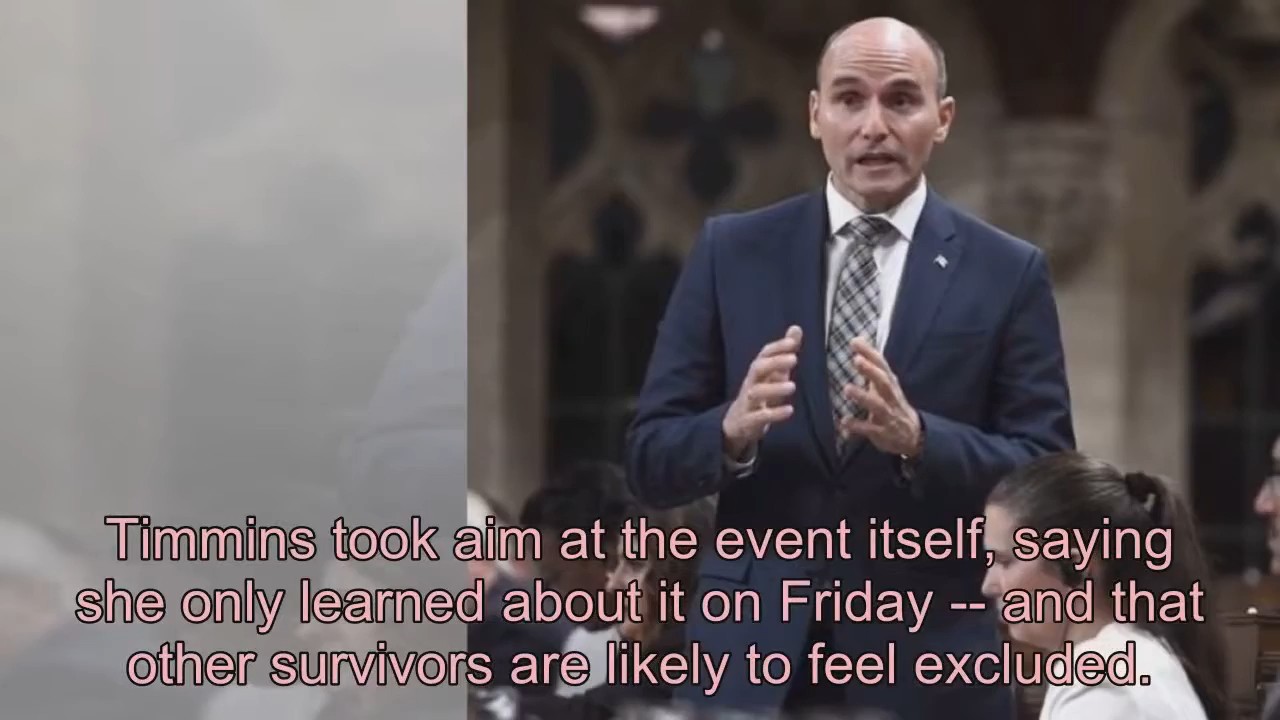 Timmins took aim at the event itself, saying
she only learned about it on Friday -- and that
other survivors are likely to feel excluded.